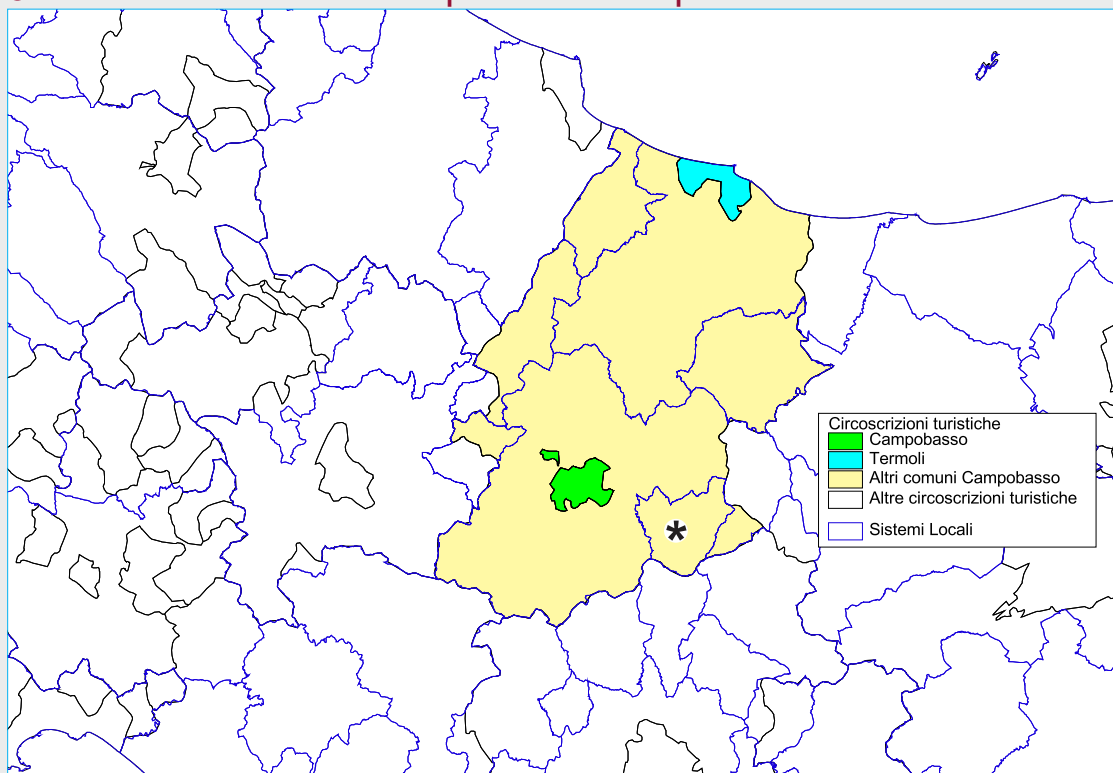 *
Circoscrizioni turistiche
Campobasso
Termoli
Altri comuni Campobasso
Altre circoscrizioni turistiche
Sistemi Locali